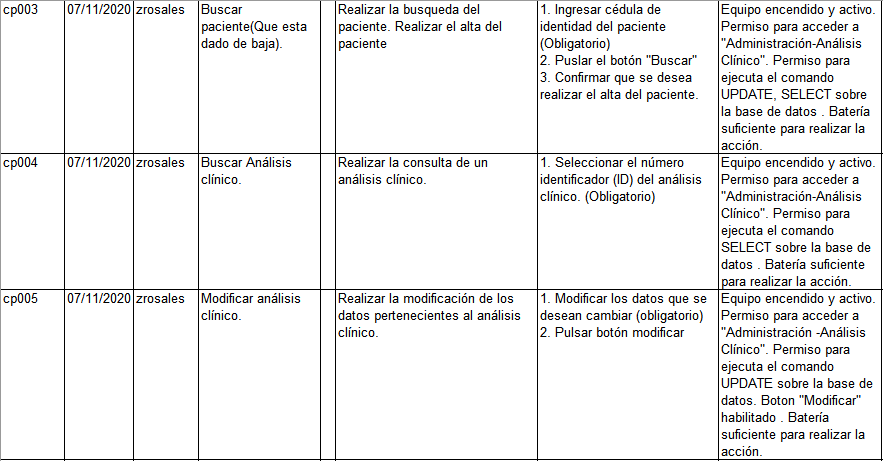 cp003
07/11/2020
zrosales
Buscar
paciente(Que esta
dado de baja).
Realizar la busqueda del
paciente. Realizar el alta del
paciente
1. Ingresar cédula de
identidad del paciente
(Obligatorio)
2. Puslar el botón "Buscar"
3. Confirmar que se desea
realizar el alta del paciente.
Equipo encendido y activo.
Permiso para acceder a
"Administración-Análisis
Clínico". Permiso para
ejecuta el comando
UPDATE, SELECT sobre
la base de datos . Batería
suficiente para realizar la
acción.
cp004
07/11/2020
zrosales
Buscar Análisis
clínico.
Realizar la consulta de un
análisis clínico.
1. Seleccionar el número
identificador (ID) del análisis
clínico. (Obligatorio)
Equipo encendido y activo.
Permiso para acceder a
"Administración-Análisis
Clínico". Permiso para
ejecuta el comando
SELECT sobre la base de
datos . Batería suficiente
para realizar la acción.
cp005
07/11/2020
zrosales
Modificar análisis
clínico.
Realizar la modificación de los
datos pertenecientes al análisis
clínico.
1. Modificar los datos que se
desean cambiar (obligatorio)
2. Pulsar botón modificar
Equipo encendido y activo.
Permiso para acceder a
"Administración -Análisis
Clínico". Permiso para
ejecuta el comando
UPDATE sobre la base de
datos. Boton "Modificar"
habilitado . Batería
suficiente para realizar la
acción.